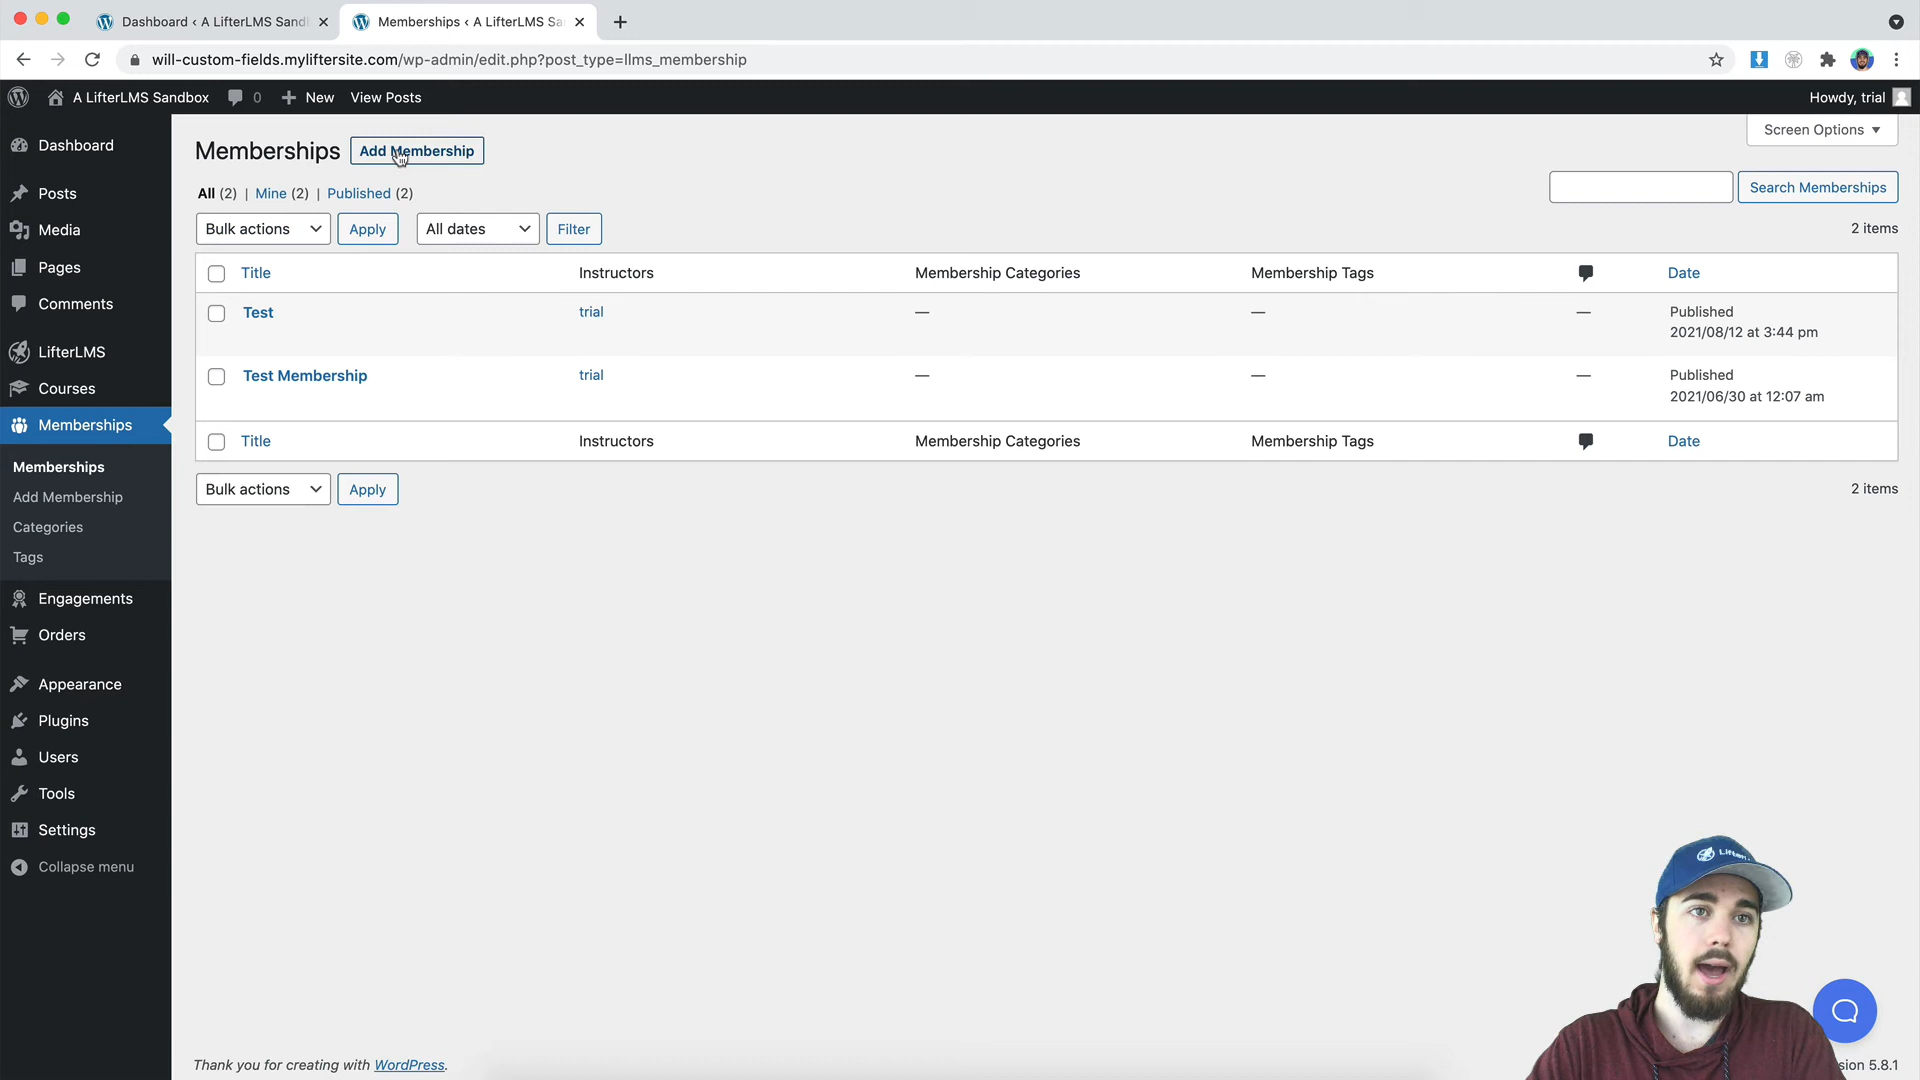 Dashboard ‹ A LifterLMS Sandb
Memberships ‹ A LifterLMS Sa
will-custom-fields.myliftersite.com/wp-admin/edit.php?post_type=llms_membership
A LifterLMS Sandbox 0 New View Posts Howdy, trial
Dashboard
Posts
Media
Pages
Comments
LifterLMS
Courses
Memberships
Memberships
Add Membership
Categories
Tags
Engagements
Orders
Appearance
Plugins
Users
Tools
Settings
Collapse menu
Screen Options
Memberships Add Membership
All (2) | Mine (2) | Published (2)
Search Memberships
Bulk actions Apply All dates Filter 2 items
Title Instructors Membership Categories Membership Tags Date
Test trial — — — Published
2021/08/12 at 3:44 pm
Test Membership trial — — — Published
2021/06/30 at 12:07 am
Title Instructors Membership Categories Membership Tags Date
Bulk actions Apply 2 items
Thank you for creating with WordPress.
sion 5.8.1